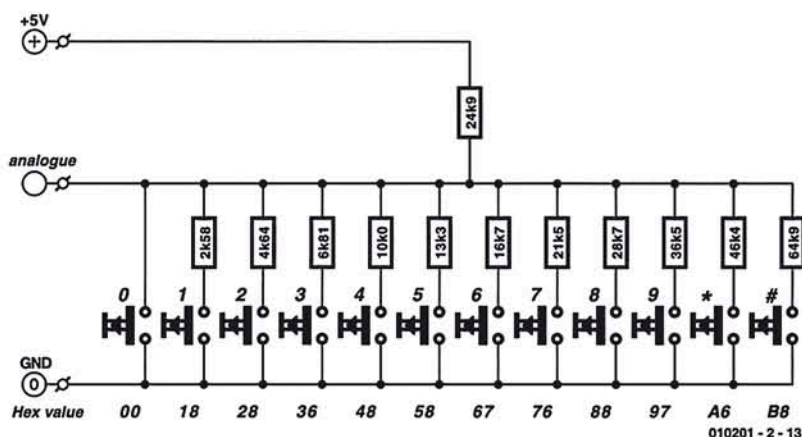 +5V
24k9
analogue
2k58 4k64 6k81 10k0 13k3 16k7 21k5 28k7 36k5 46k4 64k9
0 1 2 3 4 5 6 7 8 9 * #
GND
0
Hex value 00 18 28 36 48 58 67 76 88 97 A6 B8
010201 - 2 - 13